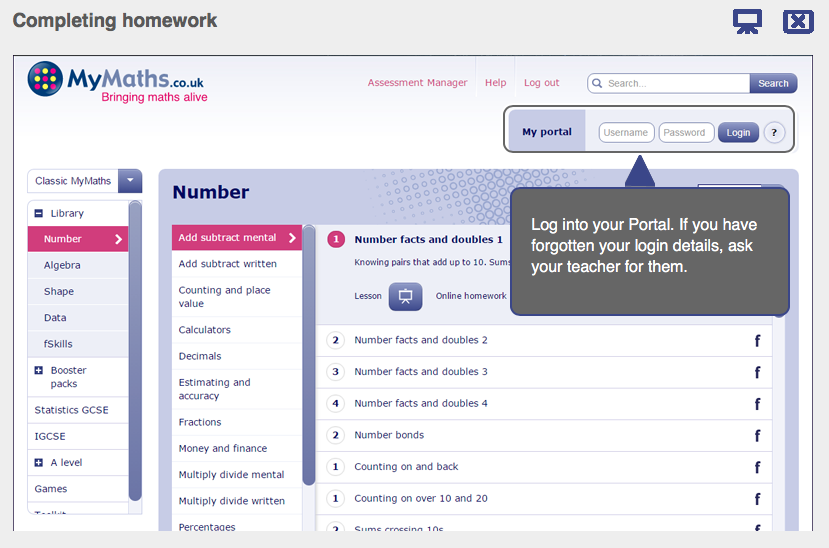 Completing homework
MyMaths.co.uk
Bringing maths alive
Assessment Manager
Help
Log out
Search...
Search
My portal
Username
Password
Login
?
Classic MyMaths
Library
Number
Algebra
Shape
Data
fSkills
Booster
packs
Statistics GCSE
IGCSE
A level
Games
Toolkit
Number
Add subtract mental
Add subtract written
Counting and place
value
Calculators
Decimals
Estimating and
accuracy
Fractions
Money and finance
Multiply divide mental
Multiply divide written
Percentages
1 Number facts and doubles 1
Knowing pairs that add up to 10. Sums
Lesson
Online homework
2 Number facts and doubles 2 f
3 Number facts and doubles 3 f
4 Number facts and doubles 4 f
2 Number bonds f
1 Counting on and back f
1 Counting on over 10 and 20 f
2 Sums crossing 10s f
Log into your Portal. If you have
forgotten your login details, ask
your teacher for them.